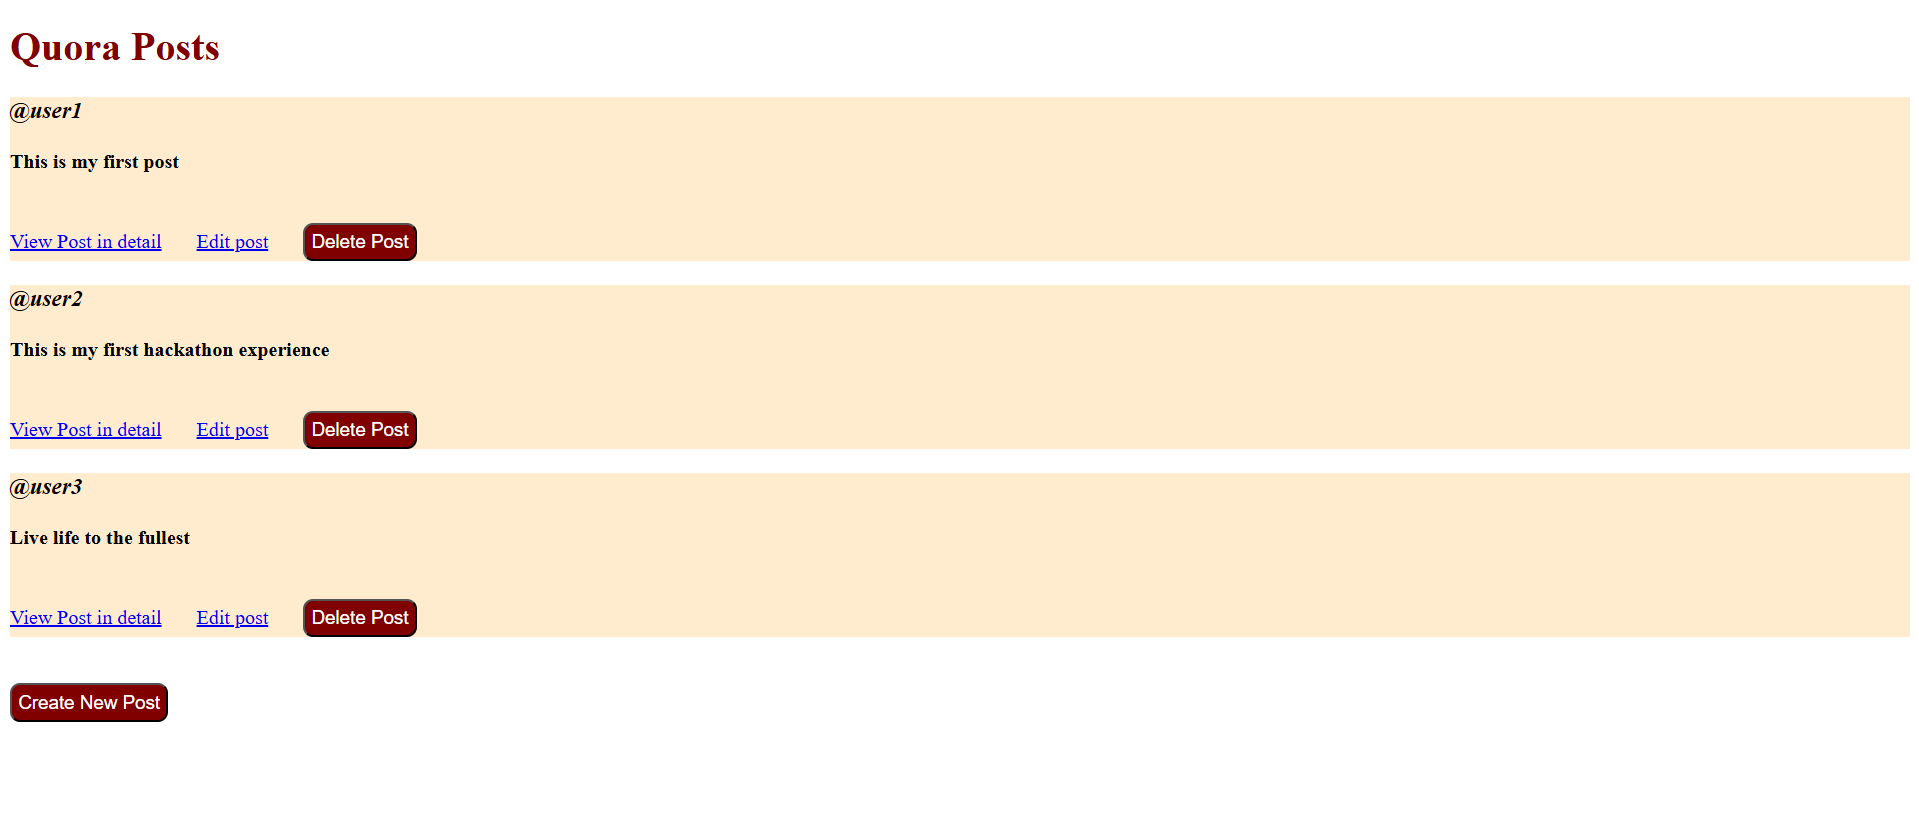 Quora Posts
@user1
This is my first post
View Post in detail Edit post Delete Post
@user2
This is my first hackathon experience
View Post in detail Edit post Delete Post
@user3
Live life to the fullest
View Post in detail Edit post Delete Post
Create New Post